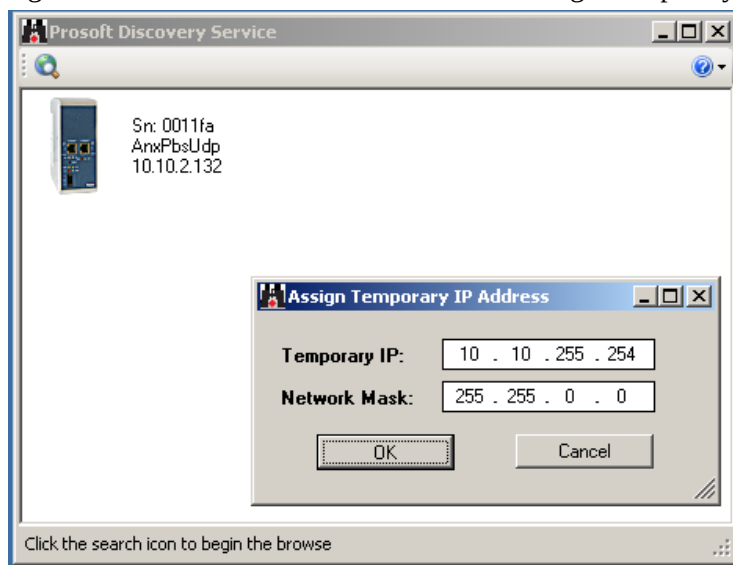 Prosoft Discovery Service
Sn: 0011fa
AnxPbsUdp
10.10.2.132
Assign Temporary IP Address
Temporary IP: 10 . 10 . 255 . 254
Network Mask: 255 . 255 . 0 . 0
OK Cancel
Click the search icon to begin the browse